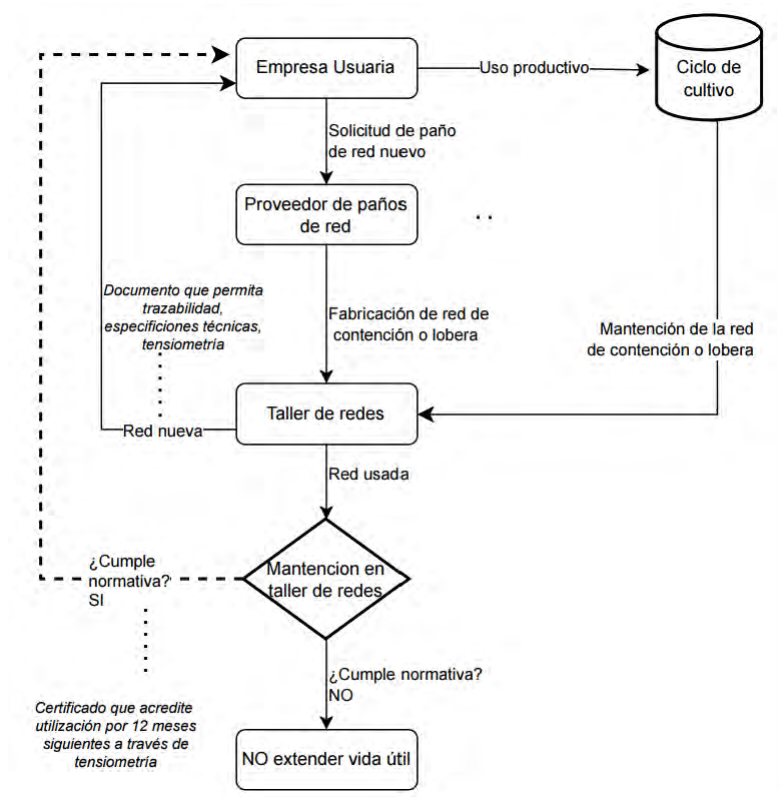 Empresa Usuaria
Uso productivo
Ciclo de
cultivo
Solicitud de paño
de red nuevo
Proveedor de paños
de red
Documento que permita
trazabilidad,
especificiones técnicas,
tensiometría
Fabricación de red de
contención o lobera
Mantención de la red
de contención o lobera
Taller de redes
Red nueva
Red usada
¿Cumple
normativa?
SI
Mantencion en
taller de redes
¿Cumple normativa?
NO
Certificado que acredite
utilización por 12 meses
siguientes a través de
tensiometría
NO extender vida útil